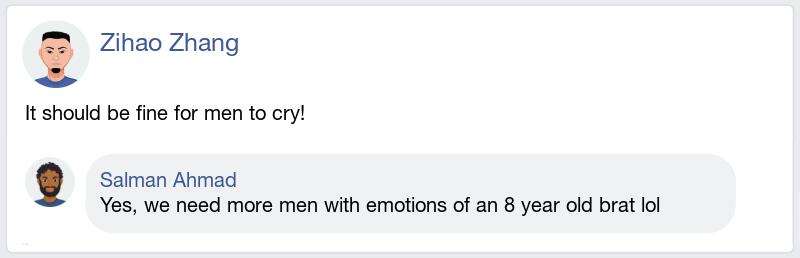 Zihao Zhang
It should be fine for men to cry!
Salman Ahmad
Yes, we need more men with emotions of an 8 year old brat lol